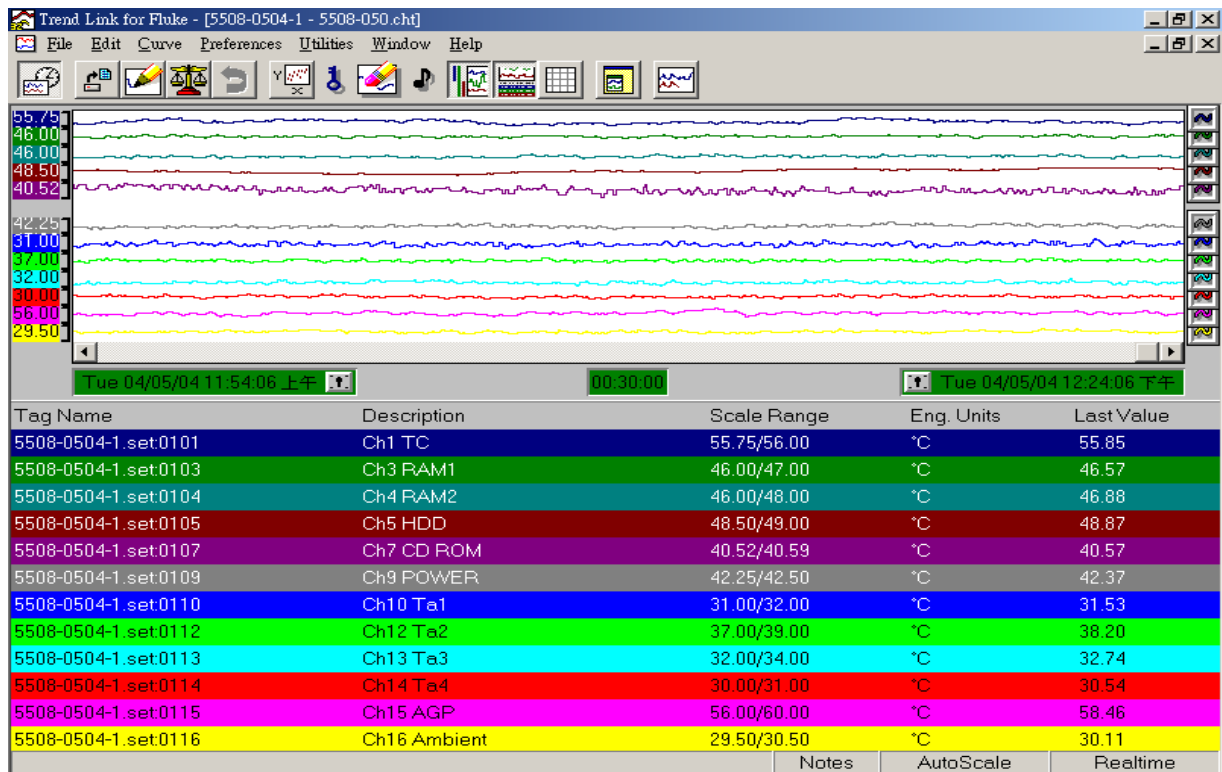 Trend Link for Fluke - [5508-0504-1 - 5508-050.cht]
File Edit Curve Preferences Utilities Window Help
Y X
55.75
46.00
46.00
48.50
40.52
42.25
31.00
37.00
32.00
30.00
56.00
29.50
Tue 04/05/04 11:54:06 上午 00:30:00 Tue 04/05/04 12:24:06 下午
Tag Name Description Scale Range Eng. Units Last Value
5508-0504-1.set:0101 Ch1 TC 55.75/56.00 °C 55.85
5508-0504-1.set:0103 Ch3 RAM1 46.00/47.00 °C 46.57
5508-0504-1.set:0104 Ch4 RAM2 46.00/48.00 °C 46.88
5508-0504-1.set:0105 Ch5 HDD 48.50/49.00 °C 48.87
5508-0504-1.set:0107 Ch7 CD ROM 40.52/40.59 °C 40.57
5508-0504-1.set:0109 Ch9 POWER 42.25/42.50 °C 42.37
5508-0504-1.set:0110 Ch10 Ta1 31.00/32.00 °C 31.53
5508-0504-1.set:0112 Ch12 Ta2 37.00/39.00 °C 38.20
5508-0504-1.set:0113 Ch13 Ta3 32.00/34.00 °C 32.74
5508-0504-1.set:0114 Ch14 Ta4 30.00/31.00 °C 30.54
5508-0504-1.set:0115 Ch15 AGP 56.00/60.00 °C 58.46
5508-0504-1.set:0116 Ch16 Ambient 29.50/30.50 °C 30.11
Notes AutoScale Realtime